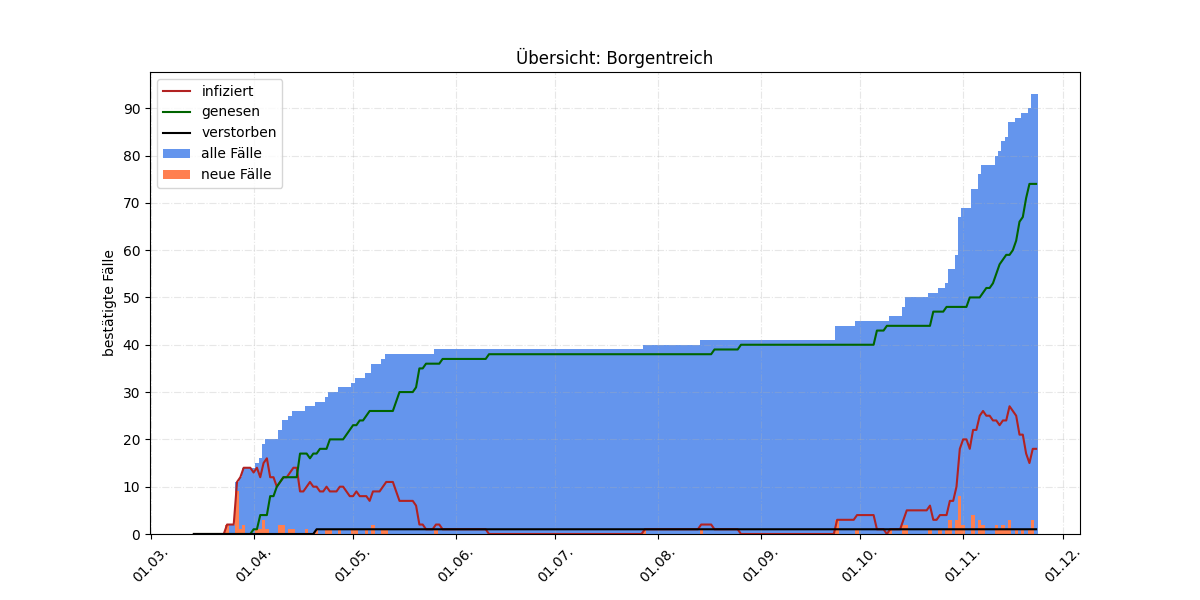 Übersicht: Borgentreich
infiziert
genesen
verstorben
alle Fälle
neue Fälle
bestätigte Fälle
90
80
70
60
50
40
30
20
10
0
01.03.
01.04.
01.05.
01.06.
01.07.
01.08.
01.09.
01.10.
01.11.
01.12.